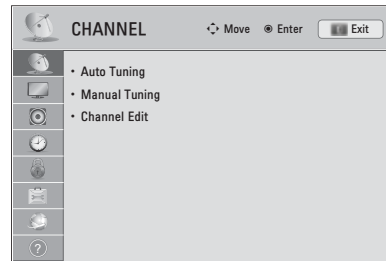 CHANNEL Move Enter Exit
• Auto Tuning
• Manual Tuning
• Channel Edit
?